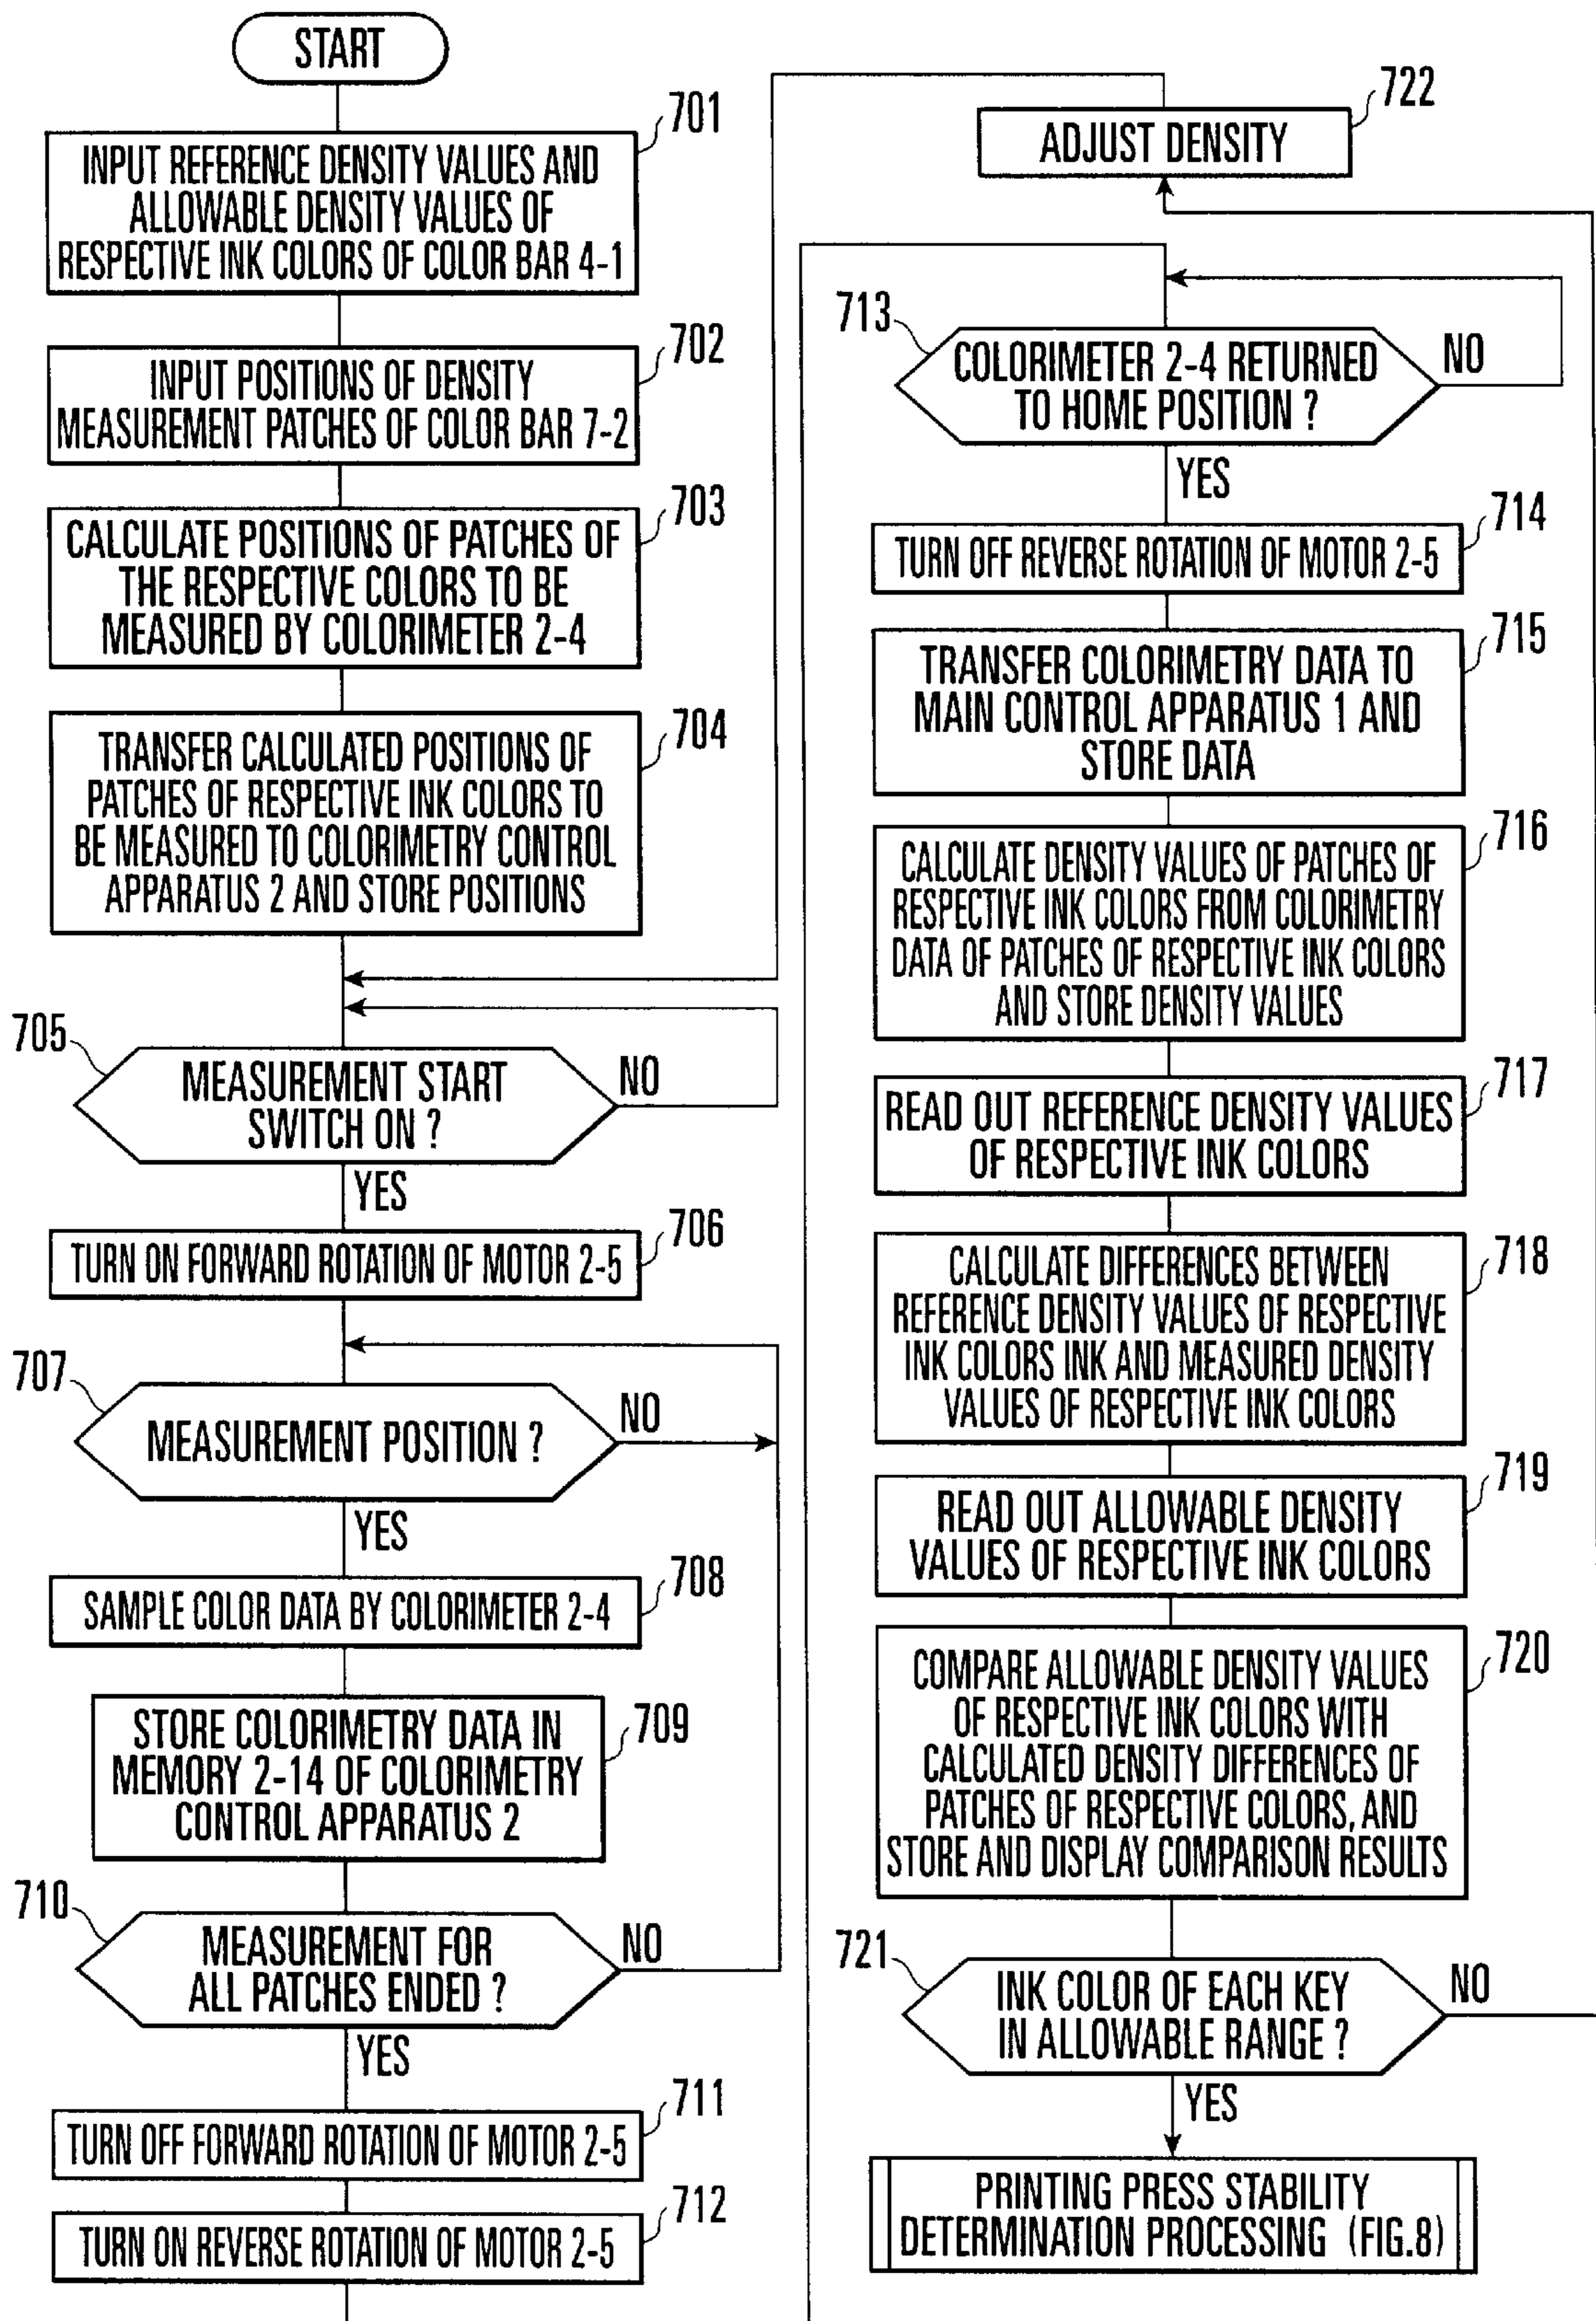 START
701
INPUT REFERENCE DENSITY VALUES AND
ALLOWABLE DENSITY VALUES OF
RESPECTIVE INK COLORS OF COLOR BAR 4-1
702
INPUT POSITIONS OF DENSITY
MEASUREMENT PATCHES OF COLOR BAR 7-2
703
CALCULATE POSITIONS OF PATCHES OF
THE RESPECTIVE COLORS TO BE
MEASURED BY COLORIMETER 2-4
704
TRANSFER CALCULATED POSITIONS OF
PATCHES OF RESPECTIVE INK COLORS TO
BE MEASURED TO COLORIMETRY CONTROL
APPARATUS 2 AND STORE POSITIONS
705
MEASUREMENT START
SWITCH ON ?
NO
YES
706
TURN ON FORWARD ROTATION OF MOTOR 2-5
707
MEASUREMENT POSITION ?
NO
YES
708
SAMPLE COLOR DATA BY COLORIMETER 2-4
709
STORE COLORIMETRY DATA IN
MEMORY 2-14 OF COLORIMETRY
CONTROL APPARATUS 2
710
MEASUREMENT FOR
ALL PATCHES ENDED ?
NO
YES
711
TURN OFF FORWARD ROTATION OF MOTOR 2-5
712
TURN ON REVERSE ROTATION OF MOTOR 2-5
722
ADJUST DENSITY
713
COLORIMETER 2-4 RETURNED
TO HOME POSITION ?
NO
YES
714
TURN OFF REVERSE ROTATION OF MOTOR 2-5
715
TRANSFER COLORIMETRY DATA TO
MAIN CONTROL APPARATUS 1 AND
STORE DATA
716
CALCULATE DENSITY VALUES OF PATCHES OF
RESPECTIVE INK COLORS FROM COLORIMETRY
DATA OF PATCHES OF RESPECTIVE INK COLORS
AND STORE DENSITY VALUES
717
READ OUT REFERENCE DENSITY VALUES
OF RESPECTIVE INK COLORS
718
CALCULATE DIFFERENCES BETWEEN
REFERENCE DENSITY VALUES OF RESPECTIVE
INK COLORS INK AND MEASURED DENSITY
VALUES OF RESPECTIVE INK COLORS
719
READ OUT ALLOWABLE DENSITY
VALUES OF RESPECTIVE INK COLORS
720
COMPARE ALLOWABLE DENSITY VALUES
OF RESPECTIVE INK COLORS WITH
CALCULATED DENSITY DIFFERENCES OF
PATCHES OF RESPECTIVE COLORS, AND
STORE AND DISPLAY COMPARISON RESULTS
721
INK COLOR OF EACH KEY
IN ALLOWABLE RANGE ?
NO
YES
PRINTING PRESS STABILITY
DETERMINATION PROCESSING (FIG.8)